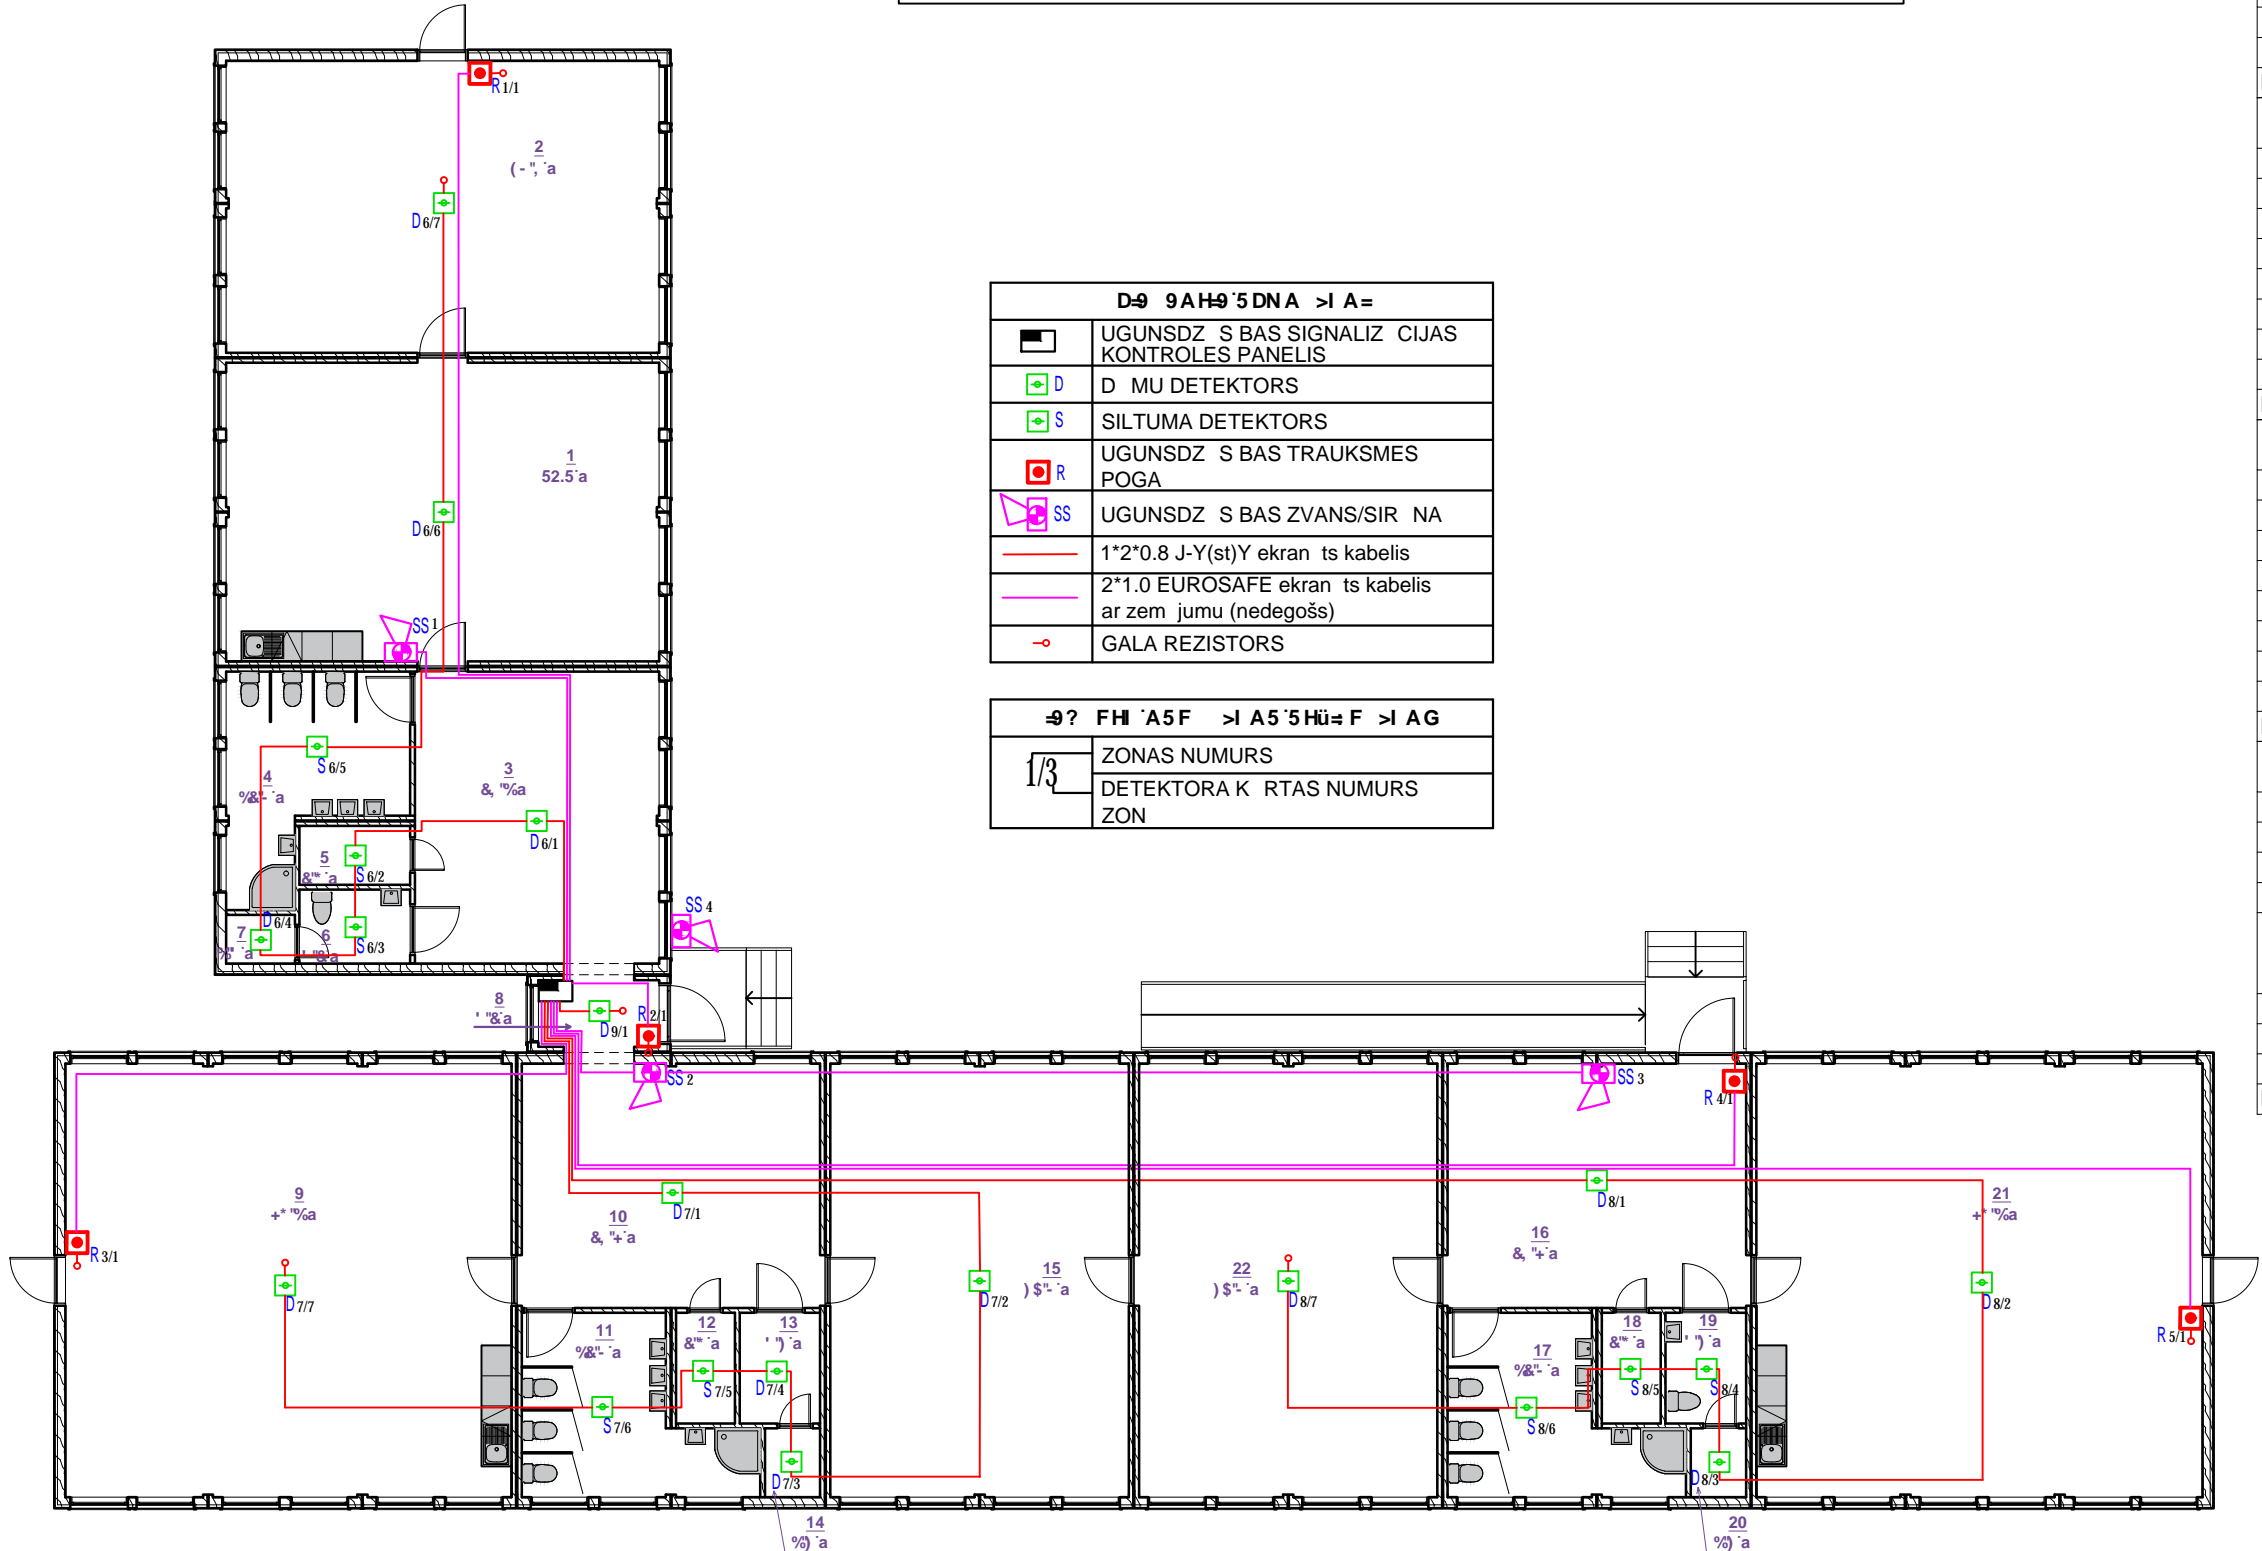 R 1/1
2
D 6/7
1
52.5
D 6/6
SS 1
S 6/5
4
3
D 6/1
5
S 6/2
D 6/4
7
6
S 6/3
SS 4
8
D 9/1
R 2/1
SS 2
SS 3
R 4/1
9
R 3/1
D 7/7
10
D 7/1
15
D 7/2
22
D 8/7
16
D 8/1
21
D 8/2
R 5/1
11
12
13
S 7/5
D 7/4
S 7/6
D 7/3
14
17
18
19
S 8/5
S 8/4
S 8/6
D 8/3
20
UGUNSDZ S BAS SIGNALIZ CIJAS
KONTROLES PANELIS
D D MU DETEKTORS
S SILTUMA DETEKTORS
UGUNSDZ S BAS TRAUKSMES
R POGA
SS UGUNSDZ S BAS ZVANS/SIR NA
1*2*0.8 J-Y(st)Y ekran ts kabelis
2*1.0 EUROSAFE ekran ts kabelis
ar zem jumu (nedegošs)
GALA REZISTORS
1/3
ZONAS NUMURS
DETEKTORA K RTAS NUMURS
ZON